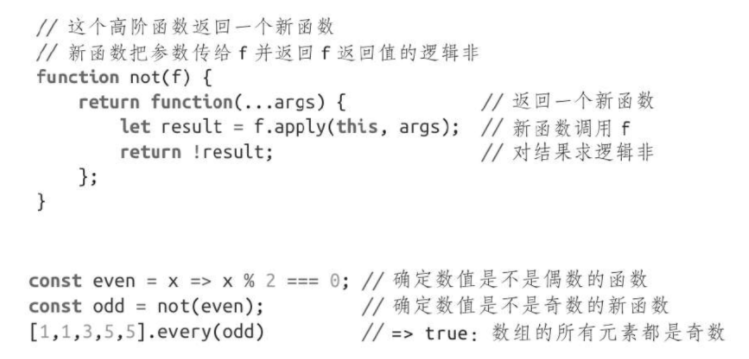 // 这个高阶函数返回一个新函数
// 新函数把参数传给 f 并返回 f 返回值的逻辑非
function not(f) {
    return function(...args) {             // 返回一个新函数
        let result = f.apply(this, args);  // 新函数调用 f
        return !result;                    // 对结果求逻辑非
    };
}
const even = x => x % 2 === 0; // 确定数值是不是偶数的函数
const odd = not(even);         // 确定数值是不是奇数的新函数
[1,1,3,5,5].every(odd)         // => true: 数组的所有元素都是奇数